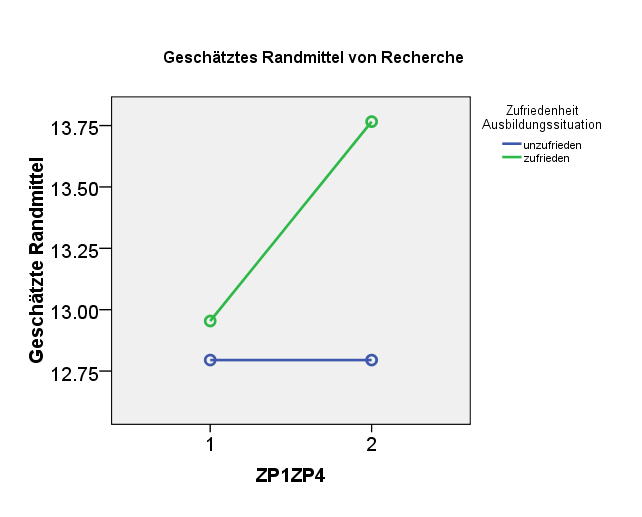 Geschätztes Randmittel von Recherche
Zufriedenheit
Ausbildungssituation
unzufrieden
zufrieden
Geschätzte Randmittel
13.75
13.50
13.25
13.00
12.75
1
2
ZP1ZP4